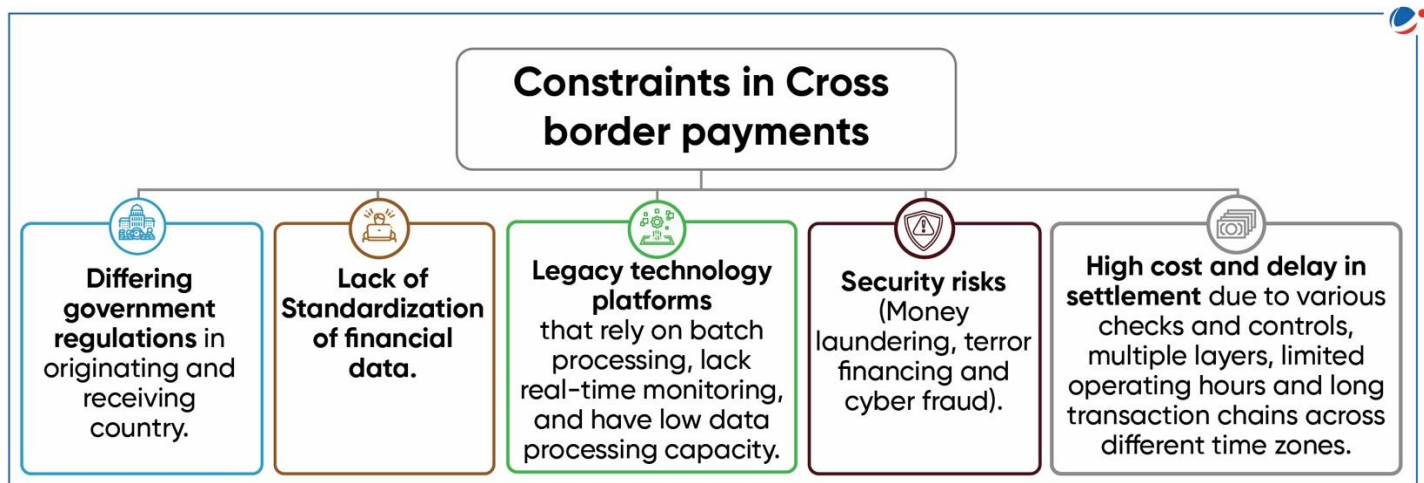 Constraints in Cross
border payments
Differing
government
regulations in
originating and
receiving
country.
Lack of
Standardization
of financial
data.
Legacy technology
platforms
that rely on batch
processing, lack
real-time monitoring,
and have low data
processing capacity.
Security risks
(Money
laundering, terror
financing and
cyber fraud).
High cost and delay in
settlement due to various
checks and controls,
multiple layers, limited
operating hours and long
transaction chains across
different time zones.